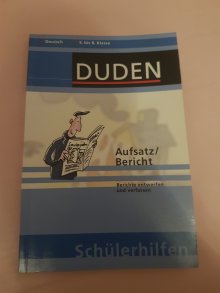 Deutsch 5. bis 8. Klasse
DUDEN
Aufsatz/
Bericht
Berichte entwerfen
und verfassen
Schülerhilfen